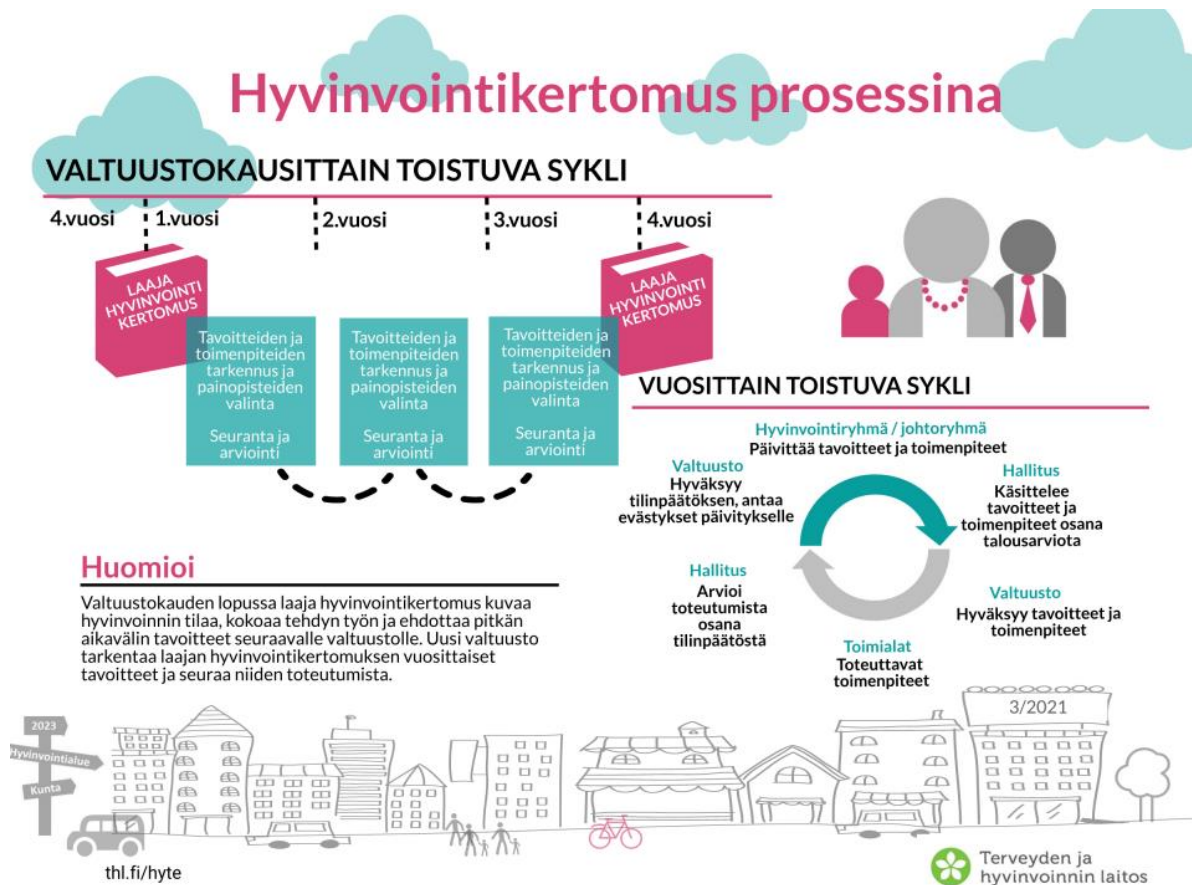 Hyvinvointikertomus prosessina
VALTUUSTOKAUSITTAIN TOISTUVA SYKLI
4.vuosi
1.vuosi
2.vuosi
3.vuosi
4.vuosi
LAAJA
HYVINVOINTI
KERTOMUS
Tavoitteiden ja
toimenpiteiden
tarkennus ja
painopisteiden
valinta
Seuranta ja
arviointi
Tavoitteiden ja
toimenpiteiden
tarkennus ja
painopisteiden
valinta
Seuranta ja
arviointi
Tavoitteiden ja
toimenpiteiden
tarkennus ja
painopisteiden
valinta
Seuranta ja
arviointi
LAAJA
HYVINVOINTI
KERTOMUS
VUOSITTAIN TOISTUVA SYKLI
Hyvinvointiryhmä / johtoryhmä
Päivittää tavoitteet ja toimenpiteet
Hallitus
Käsittelee
tavoitteet ja
toimenpiteet osana
talousarviota
Valtuusto
Hyväksyy tavoitteet ja
toimenpiteet
Toimialat
Toteuttavat
toimenpiteet
Hallitus
Arvioi
toteutumista
osana
tilinpäätöstä
Valtuusto
Hyväksyy
tilinpäätöksen, antaa
evästykset päivitykselle
Huomioi
Valtuustokauden lopussa laaja hyvinvointikertomus kuvaa
hyvinvoinnin tilaa, kokoaa tehdyn työn ja ehdottaa pitkän
aikavälin tavoitteet seuraavalle valtuustolle. Uusi valtuusto
tarkentaa laajan hyvinvointikertomuksen vuosittaiset
tavoitteet ja seuraa niiden toteutumista.
2023
Hyvinvointialue
Kunta
3/2021
thl.fi/hyte
Terveyden ja
hyvinvoinnin laitos